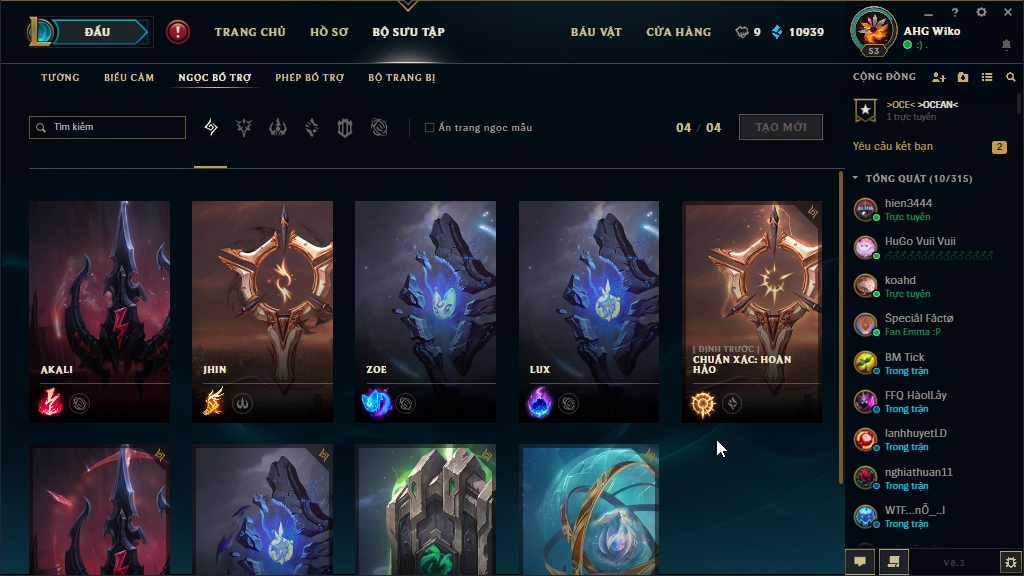 ĐẤU
TRANG CHỦ
HỒ SƠ
BỘ SƯU TẬP
BÁU VẬT
CỬA HÀNG
9
10939
53
AHG Wiko
:) .
TƯỚNG
BIỂU CẢM
NGỌC BỔ TRỢ
PHÉP BỔ TRỢ
BỘ TRANG BỊ
CỘNG ĐỒNG
Tìm kiếm
Ẩn trang ngọc mẫu
04 / 04
TẠO MỚI
>OCE< >OCEAN<
1 trực tuyến
Yêu cầu kết bạn
2
TỔNG QUÁT (10/315)
hien3444
Trực tuyến
HuGo Vuii Vuii
koahd
Trực tuyến
Špeciål Fåctø
Fan Emma :P
BM Tick
Trong trận
FFQ HàolLây
Trong trận
lanhhuyetLD
Trong trận
nghiathuan11
Trong trận
WTF...nÔ_..I
Trong trận
AKALI
JHIN
ZOE
LUX
[ ĐỊNH TRƯỚC ]
CHUẨN XÁC: HOÀN
HẢO
V8.3